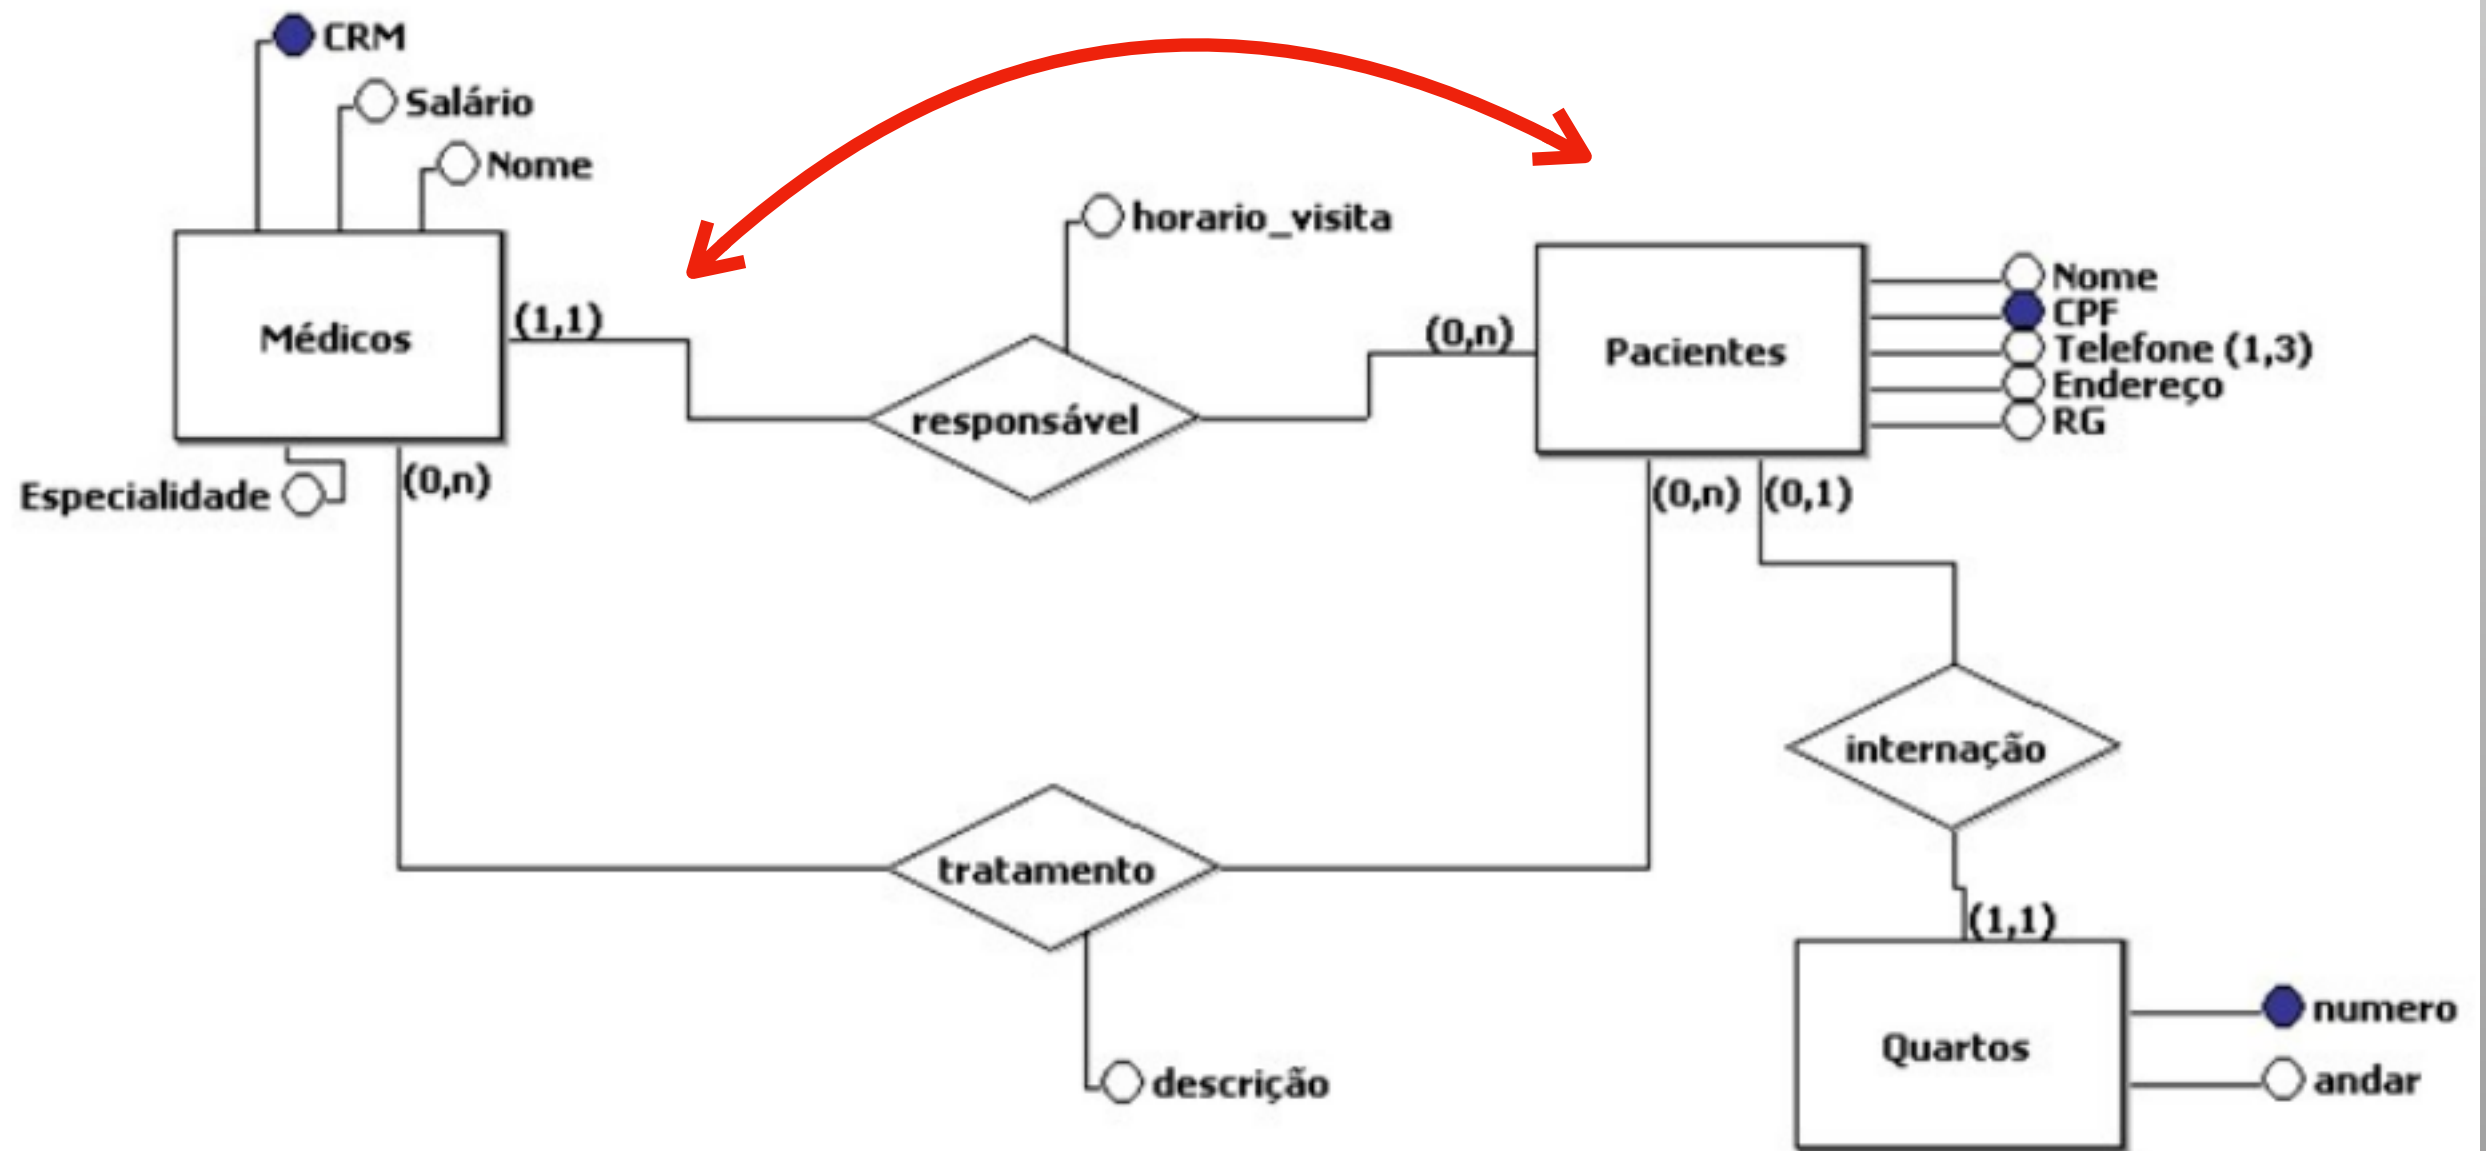 CRM
Salário
Nome
horario_visita
Médicos
(1,1)
responsável
(0,n)
Pacientes
Nome
CPF
Telefone (1,3)
Endereço
RG
Especialidade
(0,n)
(0,n)
(0,1)
internação
tratamento
(1,1)
Quartos
numero
andar
descrição